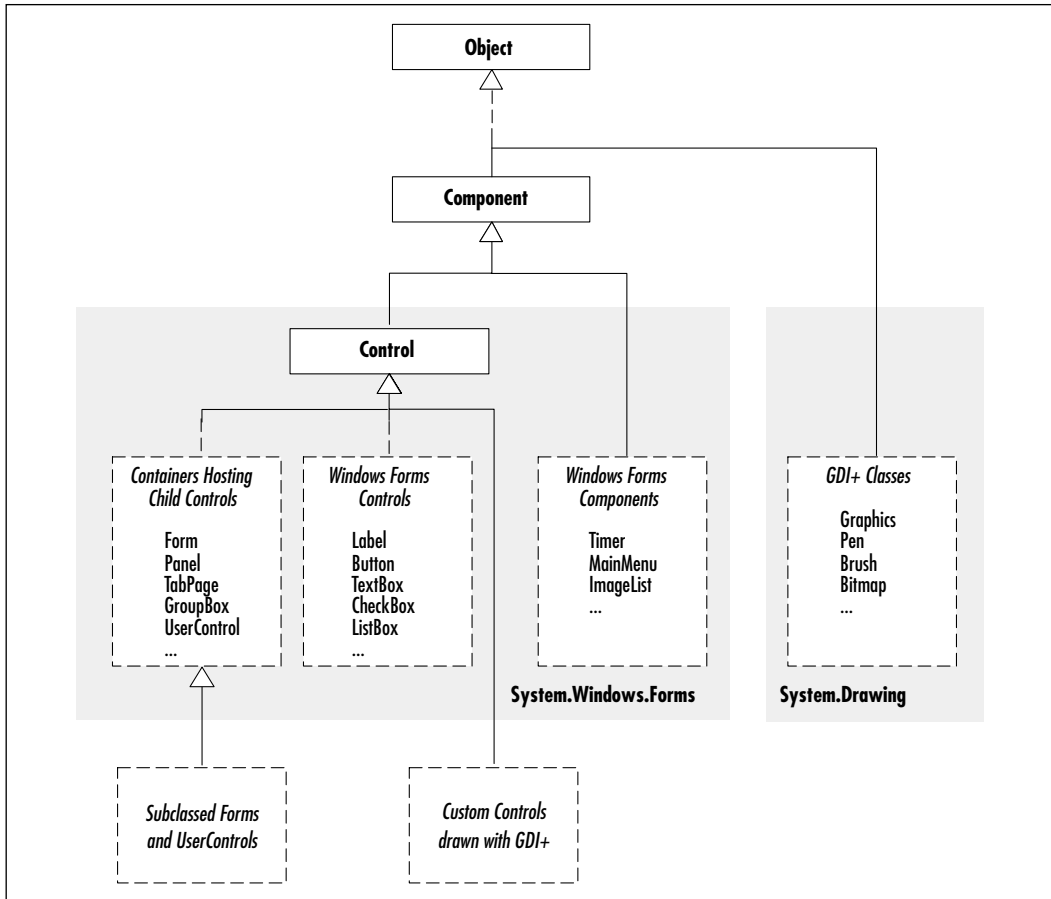 Object
Component
Control
Containers Hosting
Child Controls
Form
Panel
TabPage
GroupBox
UserControl
...
Windows Forms
Controls
Label
Button
TextBox
CheckBox
ListBox
...
Windows Forms
Components
Timer
MainMenu
ImageList
...
GDI+ Classes
Graphics
Pen
Brush
Bitmap
...
System.Windows.Forms
System.Drawing
Subclassed Forms
and UserControls
Custom Controls
drawn with GDI+